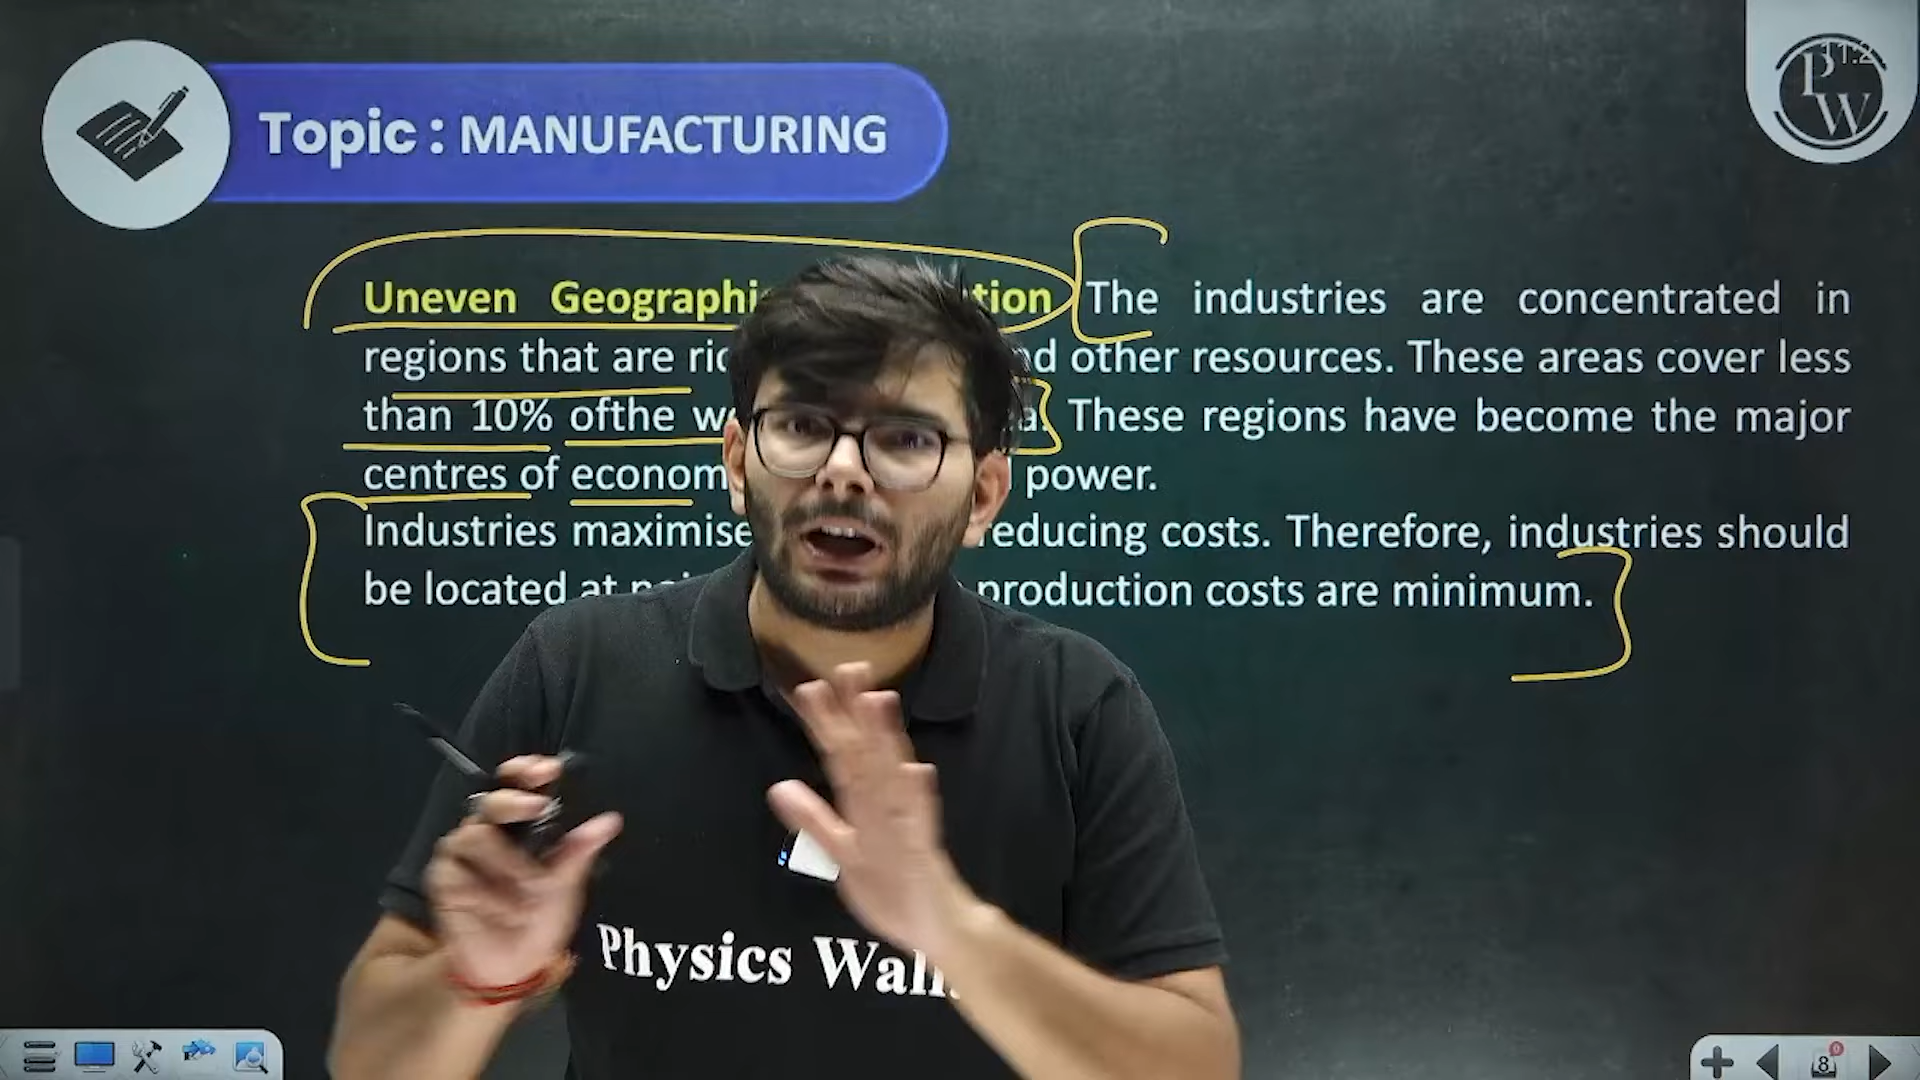 Topic : MANUFACTURING
PW
Uneven Geographi tion The industries are concentrated in
regions that are ric d other resources. These areas cover less
than 10% ofthe w a. These regions have become the major
centres of econom power.
Industries maximise reducing costs. Therefore, industries should
be located at production costs are minimum.
Physics Wall
8